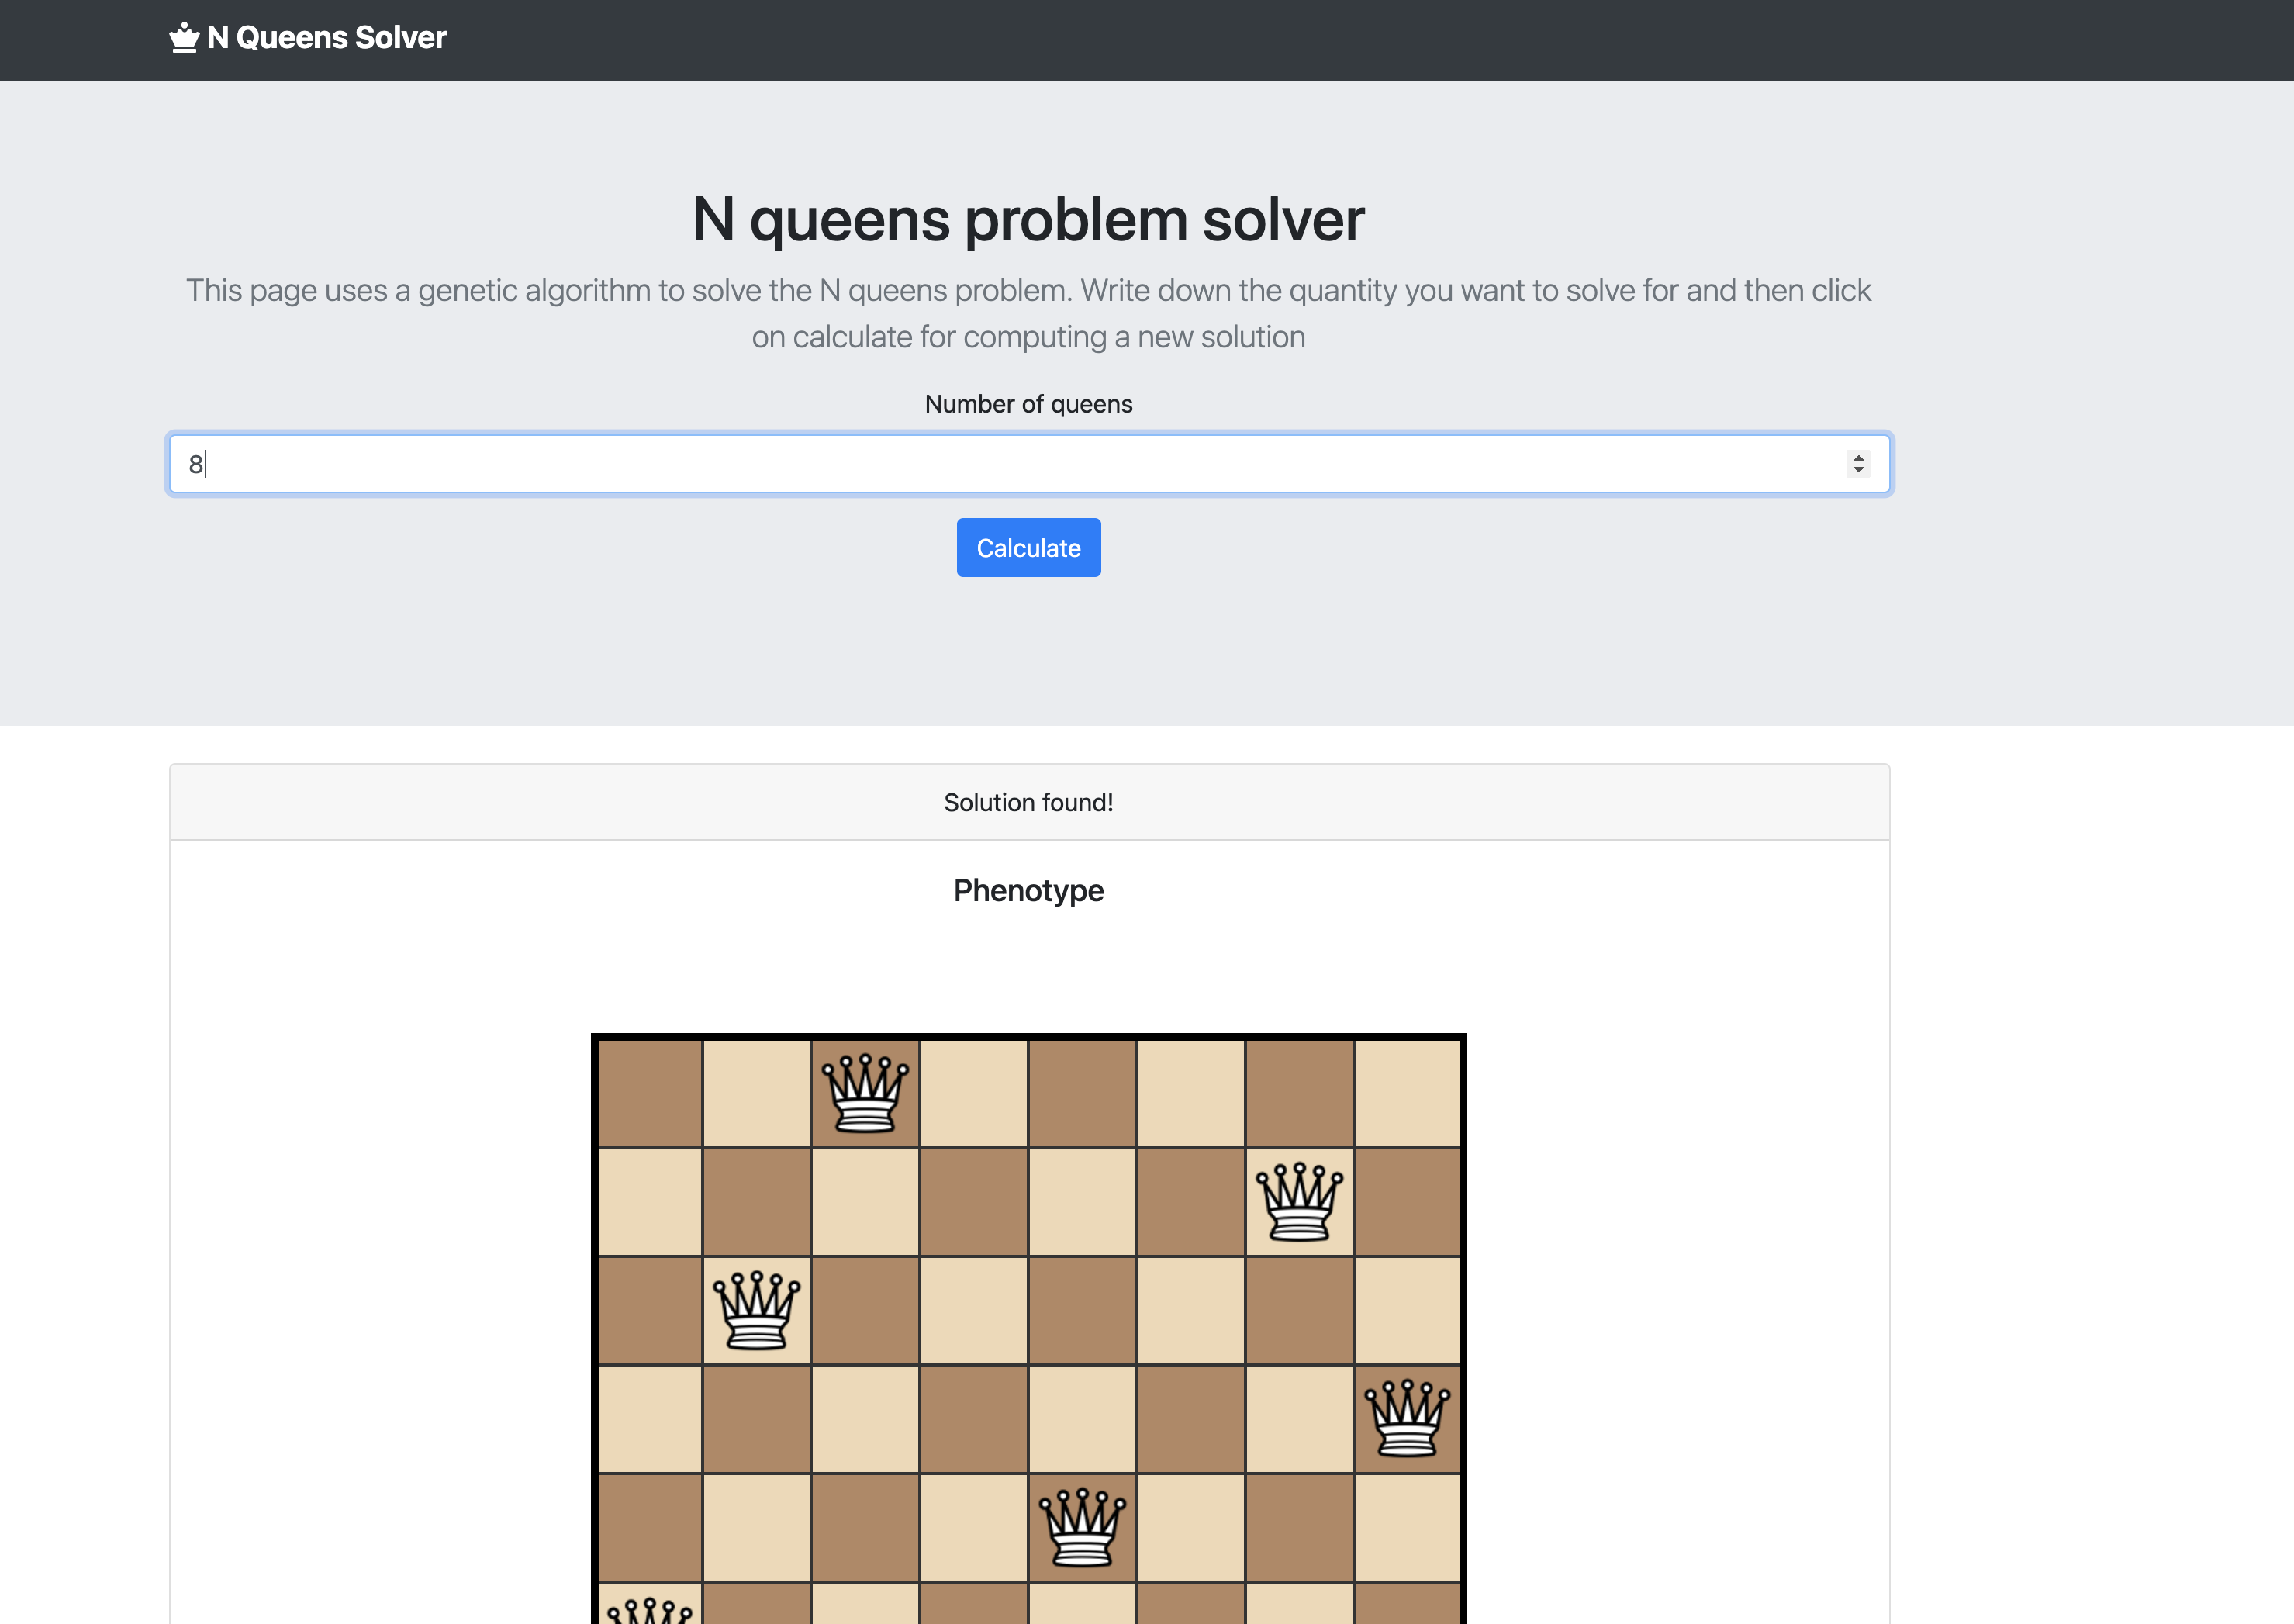 N Queens Solver
N queens problem solver
This page uses a genetic algorithm to solve the N queens problem. Write down the quantity you want to solve for and then click
on calculate for computing a new solution
Number of queens
8
Calculate
Solution found!
Phenotype